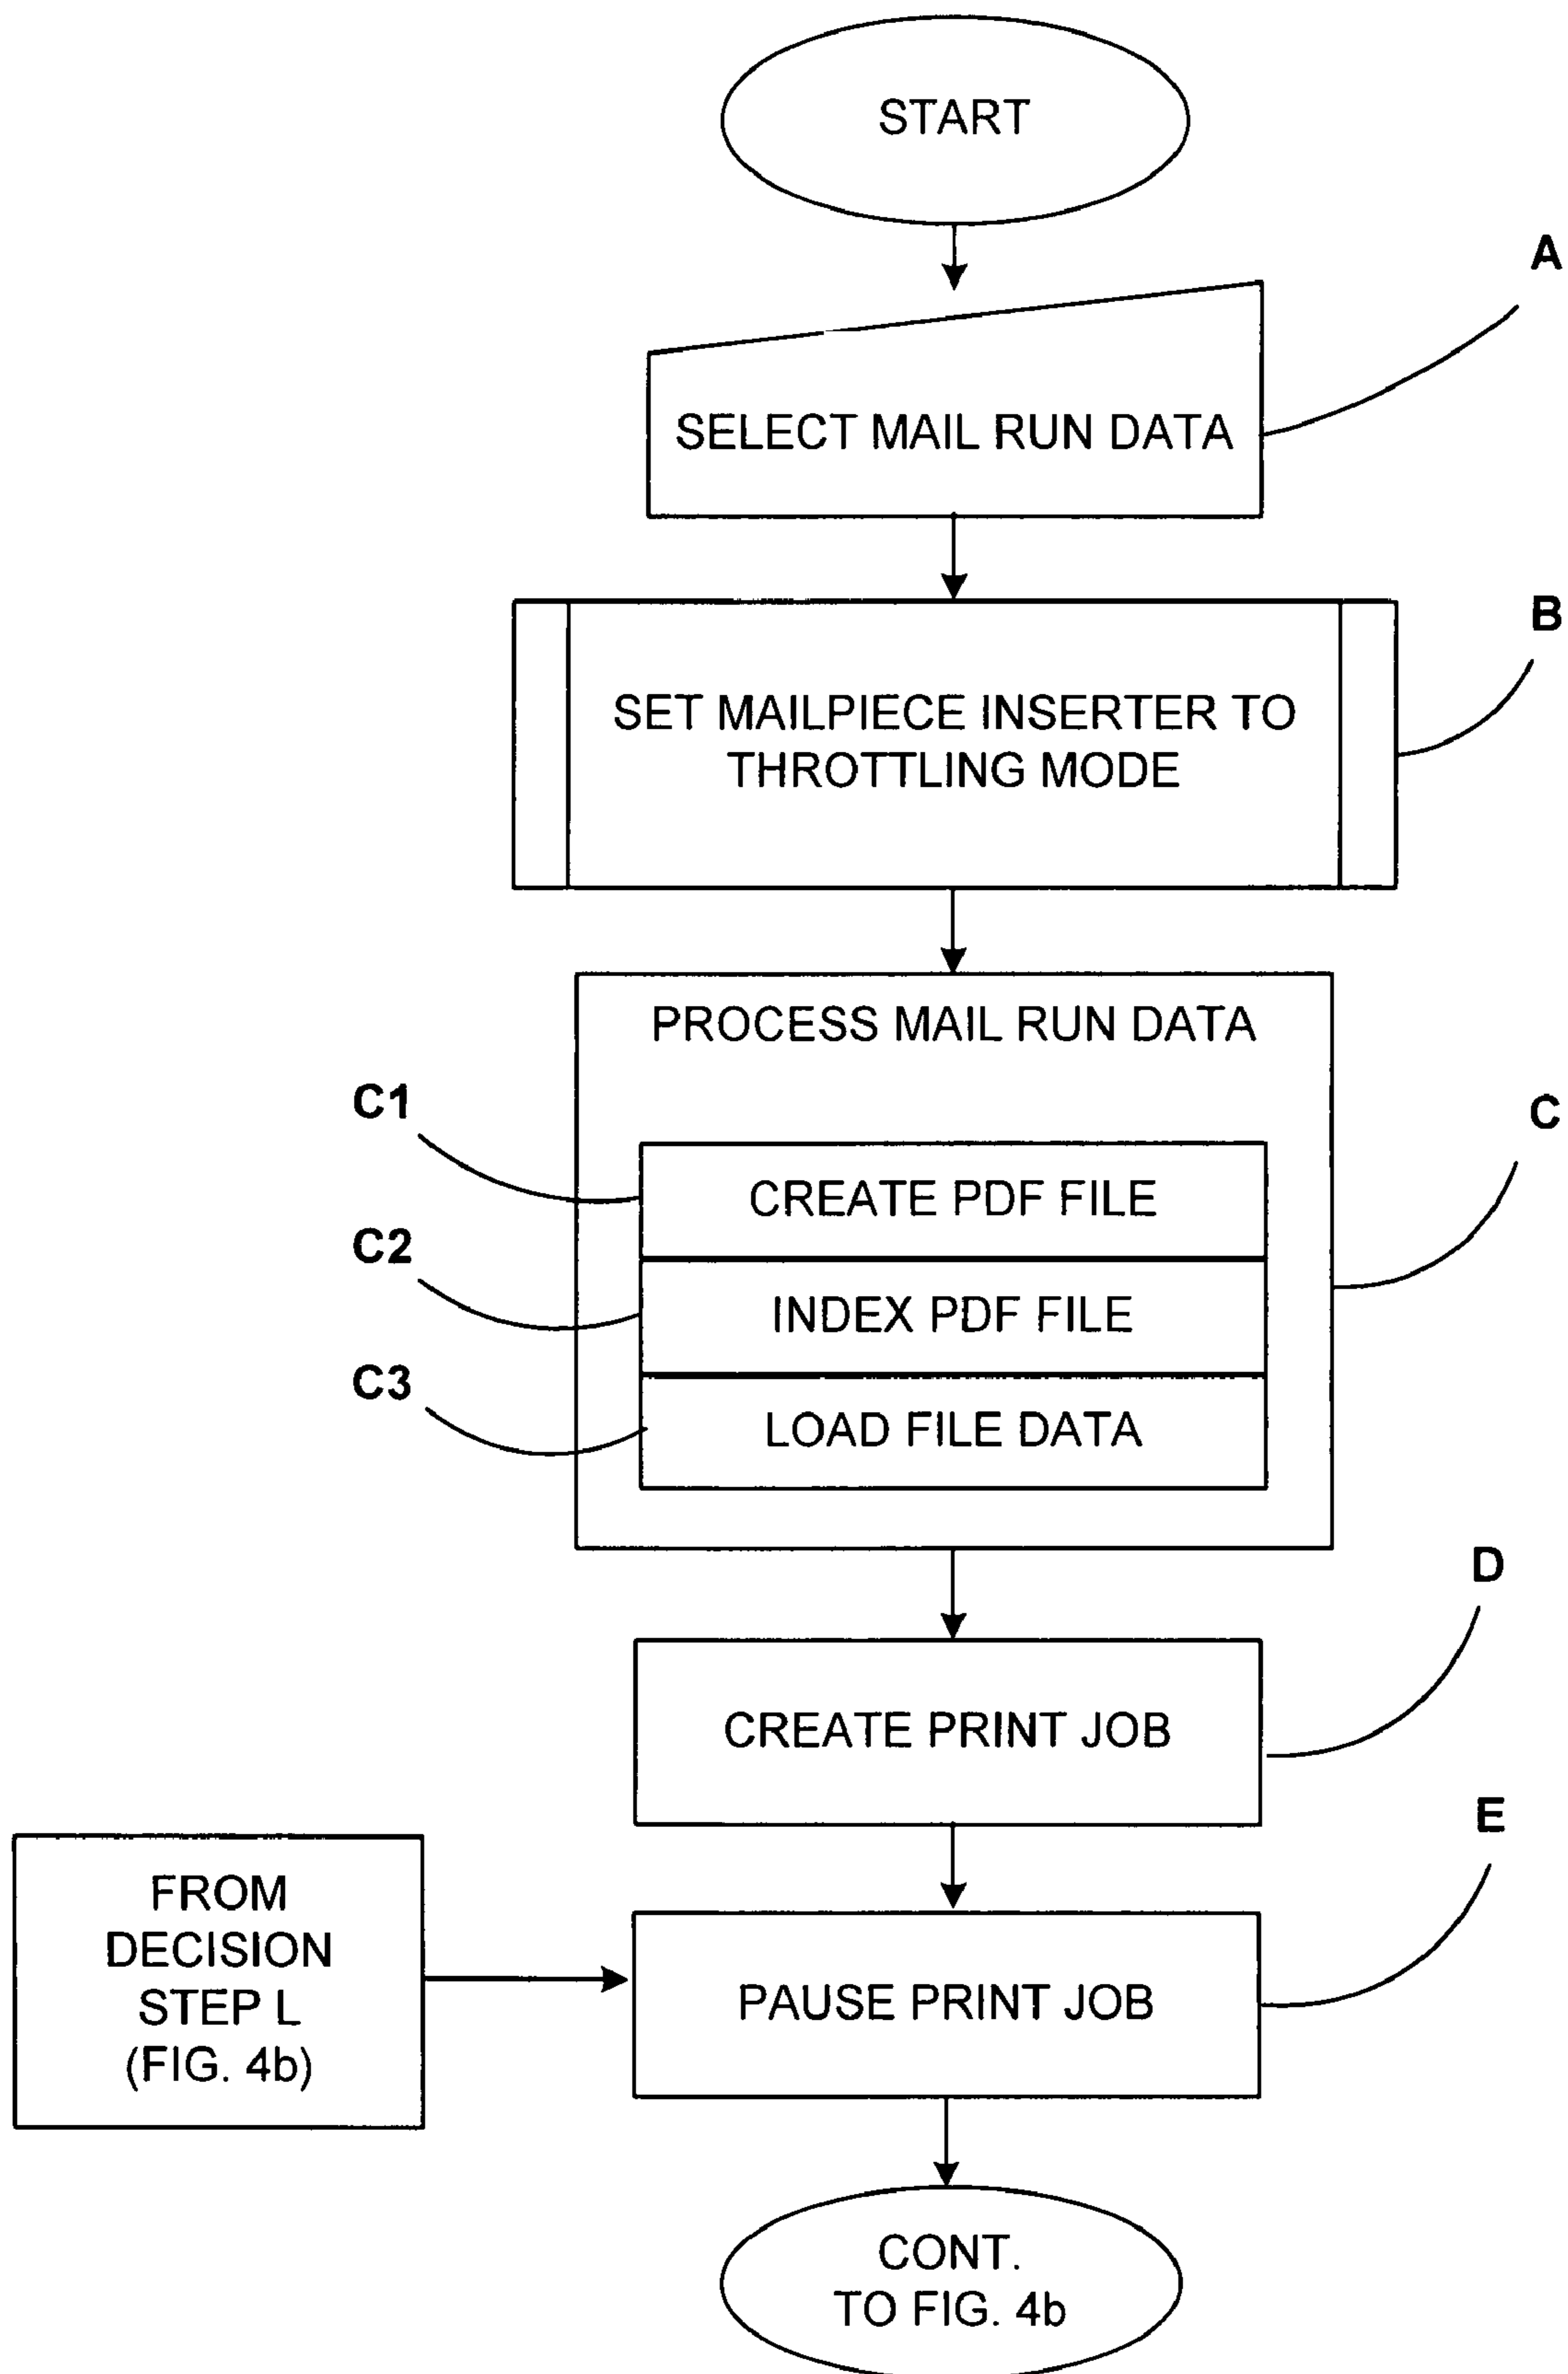 START
A
SELECT MAIL RUN DATA
B
SET MAILPIECE INSERTER TO
THROTTLING MODE
PROCESS MAIL RUN DATA
C1
C
CREATE PDF FILE
C2
INDEX PDF FILE
C3
LOAD FILE DATA
D
CREATE PRINT JOB
E
FROM
DECISION
STEP L
(FIG. 4b)
PAUSE PRINT JOB
CONT.
TO FIG. 4b